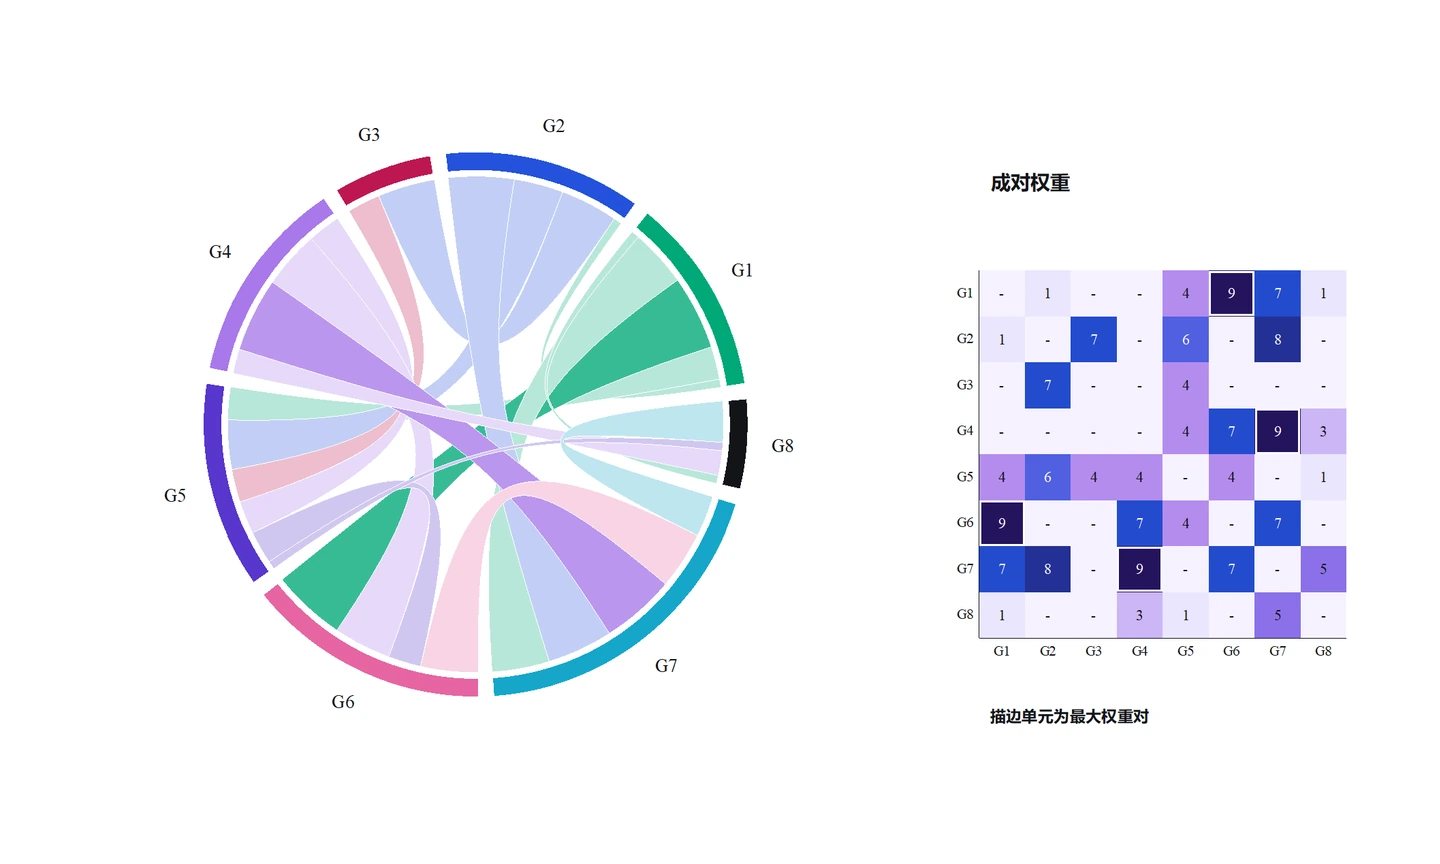 G3
G2
G4
G1
G8
G5
G6
G7
成对权重
G1 - 1 - - 4 9 7 1
G2 1 - 7 - 6 - 8 -
G3 - 7 - - 4 - - -
G4 - - - - 4 7 9 3
G5 4 6 4 4 - 4 - 1
G6 9 - - 7 4 - 7 -
G7 7 8 - 9 - 7 - 5
G8 1 - - 3 1 - 5 -
G1 G2 G3 G4 G5 G6 G7 G8
描边单元为最大权重对